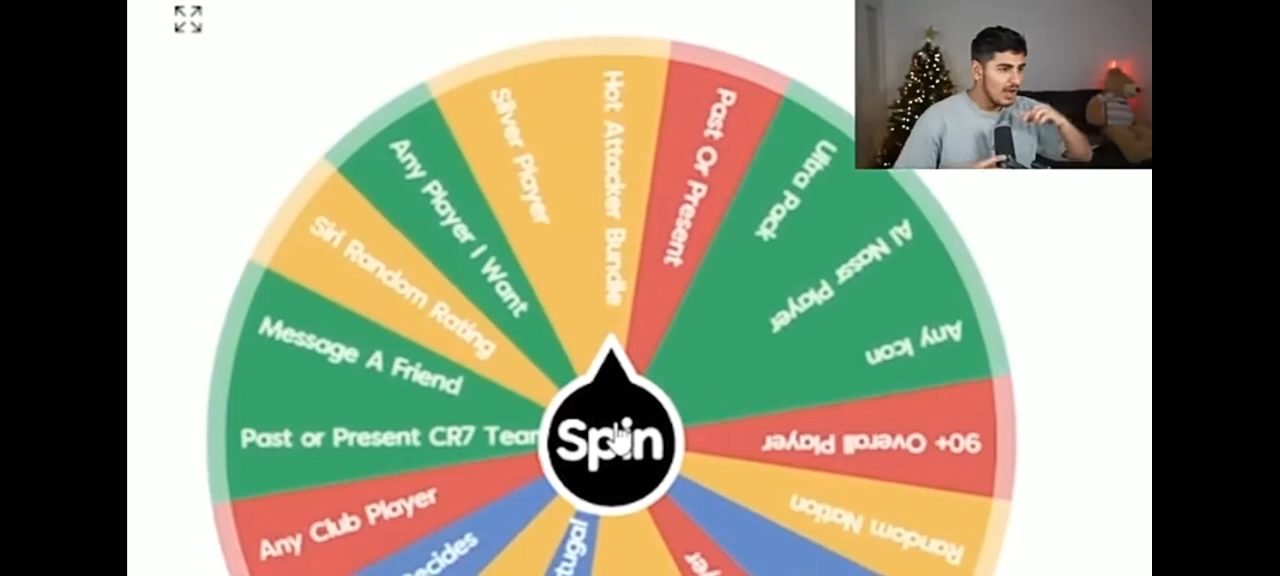 Hot Attacker Bundle
Past Or Present
Ultra Pack
Al Nassr Player
Any Icon
90+ Overall Player
Random Nation
Silver Player
Any Player I Want
Siri Random Rating
Message A Friend
Past or Present CR7 Team
Any Club Player
Spin